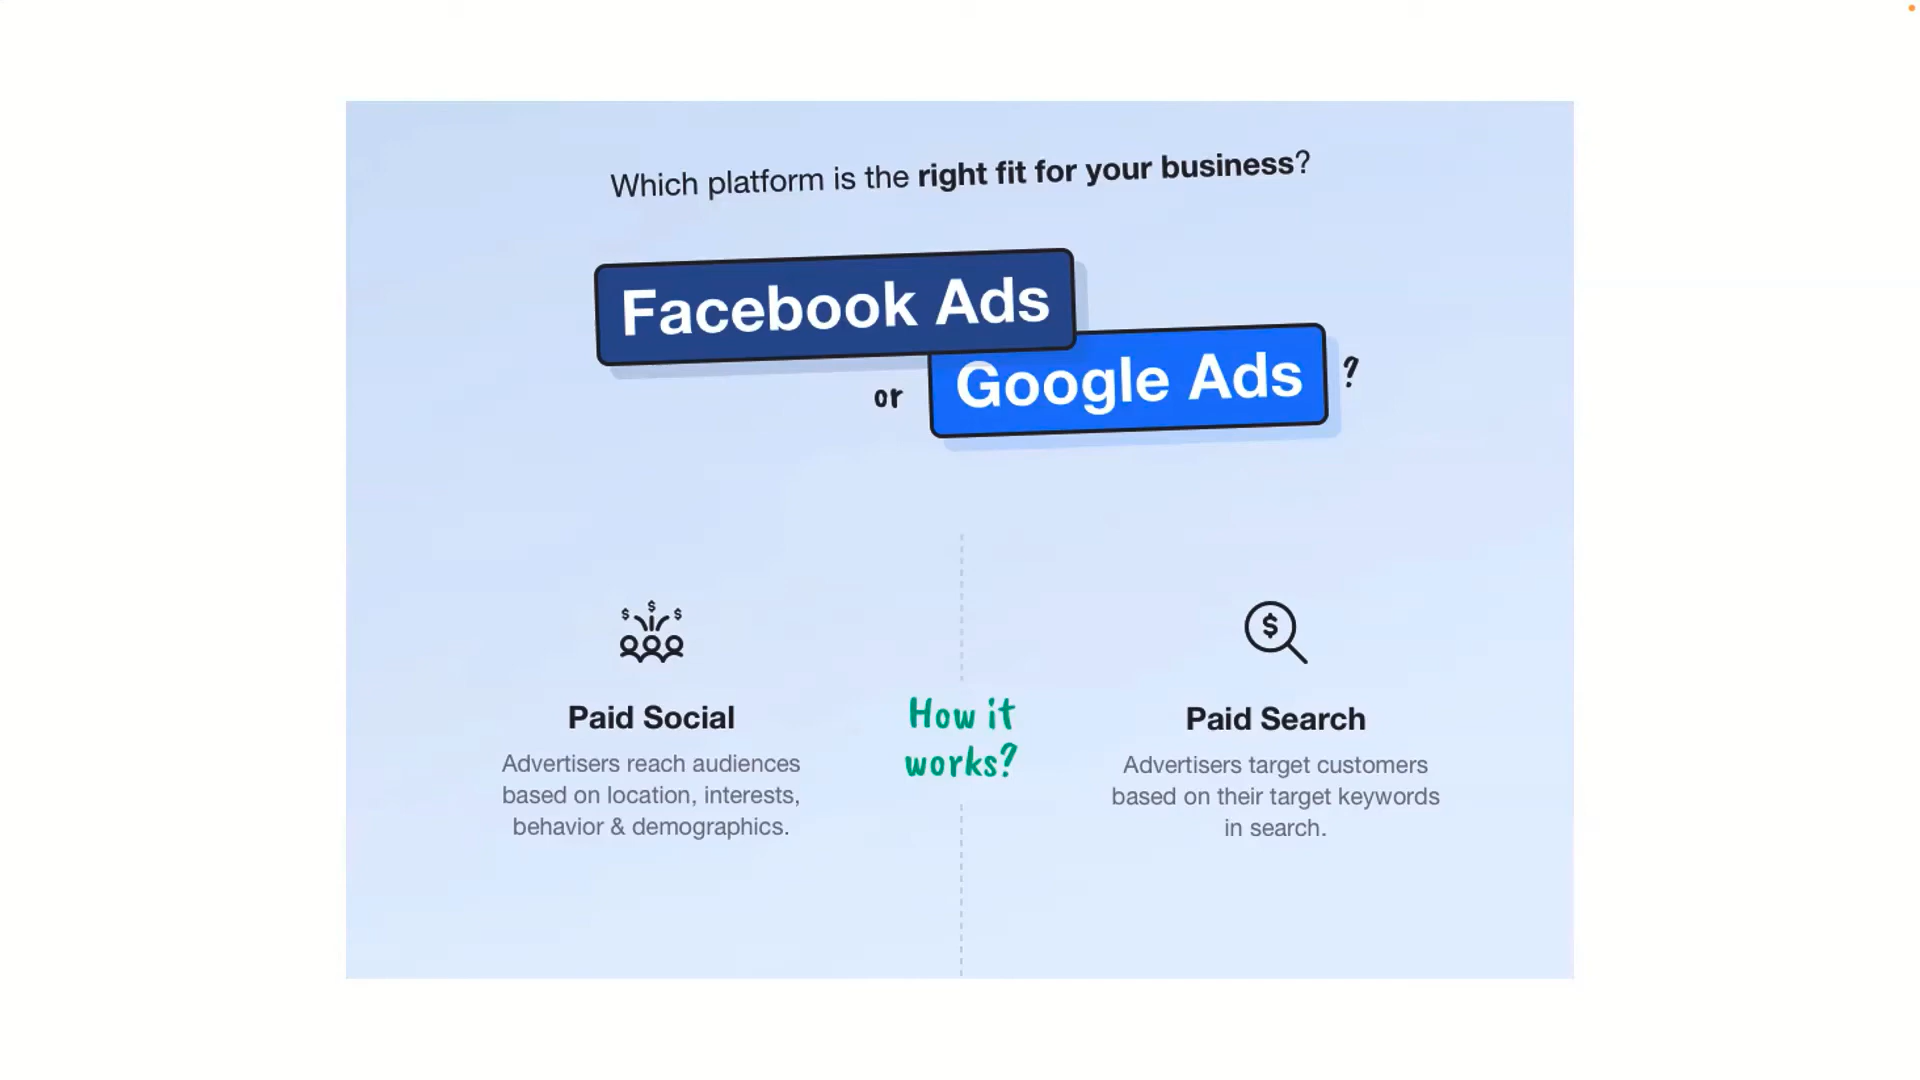 Which platform is the right fit for your business?
Facebook Ads
or Google Ads ?
$ $ $
$
Paid Social
Advertisers reach audiences
based on location, interests,
behavior & demographics.
How it
works?
Paid Search
Advertisers target customers
based on their target keywords
in search.